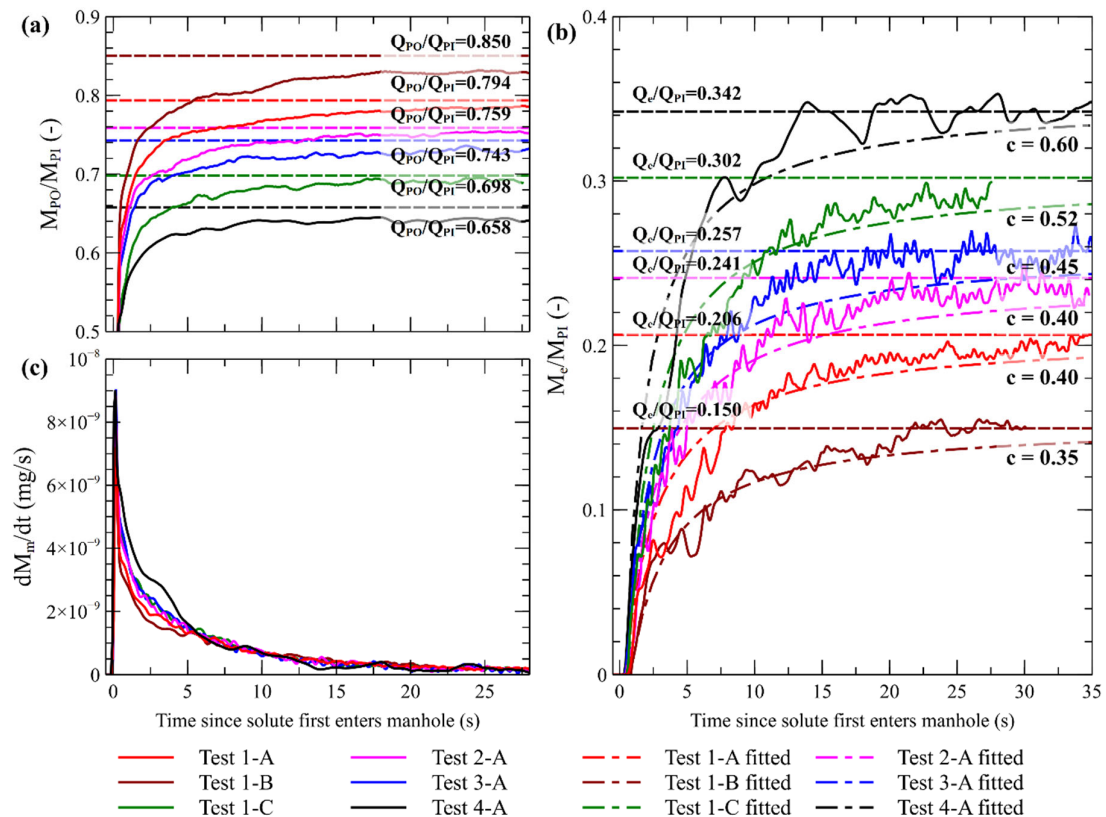 (a)
0.9
0.8
0.7
0.6
0.5
M_PO/M_PI (-)
Q_PO/Q_PI=0.850
Q_PO/Q_PI=0.794
Q_PO/Q_PI=0.759
Q_PO/Q_PI=0.743
Q_PO/Q_PI=0.698
Q_PO/Q_PI=0.658
(c)
10^-8
8×10^-9
6×10^-9
4×10^-9
2×10^-9
0
dM_m/dt (mg/s)
0 5 10 15 20 25
Time since solute first enters manhole (s)
(b)
0.4
0.3
0.2
0.1
0
M_e/M_PI (-)
Q_e/Q_PI=0.342
c = 0.60
Q_e/Q_PI=0.302
c = 0.52
Q_e/Q_PI=0.257
c = 0.45
Q_e/Q_PI=0.241
c = 0.40
Q_e/Q_PI=0.206
c = 0.40
Q_e/Q_PI=0.150
c = 0.35
0 5 10 15 20 25 30 35
Time since solute first enters manhole (s)
Test 1-A Test 2-A Test 1-A fitted Test 2-A fitted
Test 1-B Test 3-A Test 1-B fitted Test 3-A fitted
Test 1-C Test 4-A Test 1-C fitted Test 4-A fitted